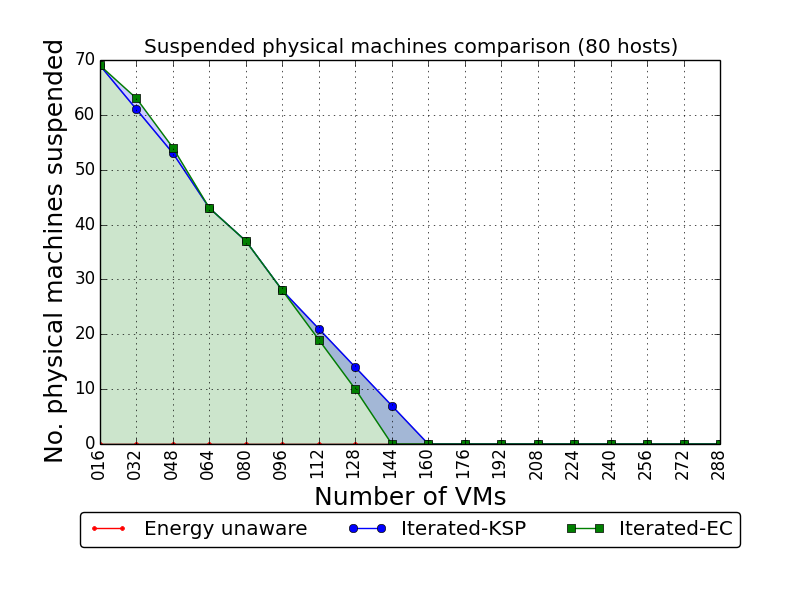 Suspended physical machines comparison (80 hosts)
No. physical machines suspended
70
60
50
40
30
20
10
0
016 032 048 064 080 096 112 128 144 160 176 192 208 224 240 256 272 288
Number of VMs
Energy unaware Iterated-KSP Iterated-EC